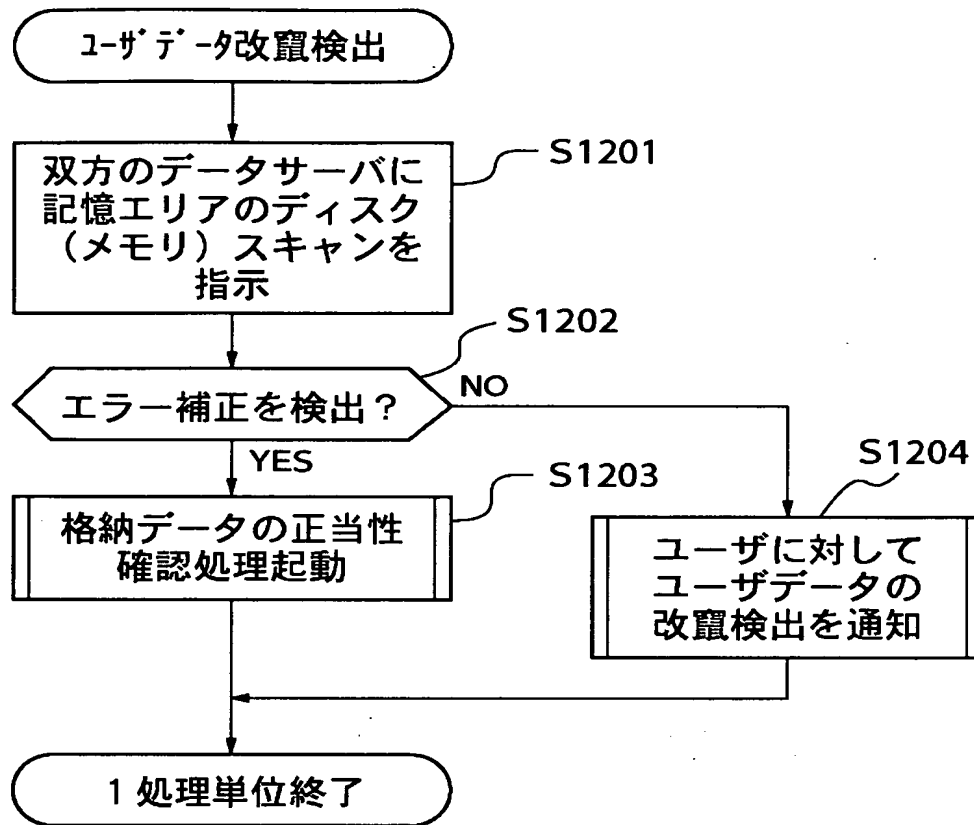 ﾕｰｻﾞﾃﾞｰﾀ改竄検出
双方のデータサーバに
記憶エリアのディスク
（メモリ）スキャンを
指示
S1201
エラー補正を検出？
S1202
NO
YES
格納データの正当性
確認処理起動
S1203
ユーザに対して
ユーザデータの
改竄検出を通知
S1204
1処理単位終了